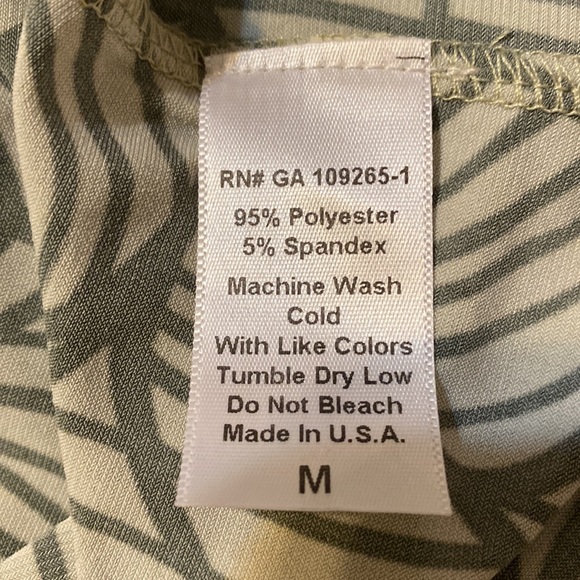 RN# GA 109265-1
95% Polyester
5% Spandex
Machine Wash
Cold
With Like Colors
Tumble Dry Low
Do Not Bleach
Made In U.S.A.
M